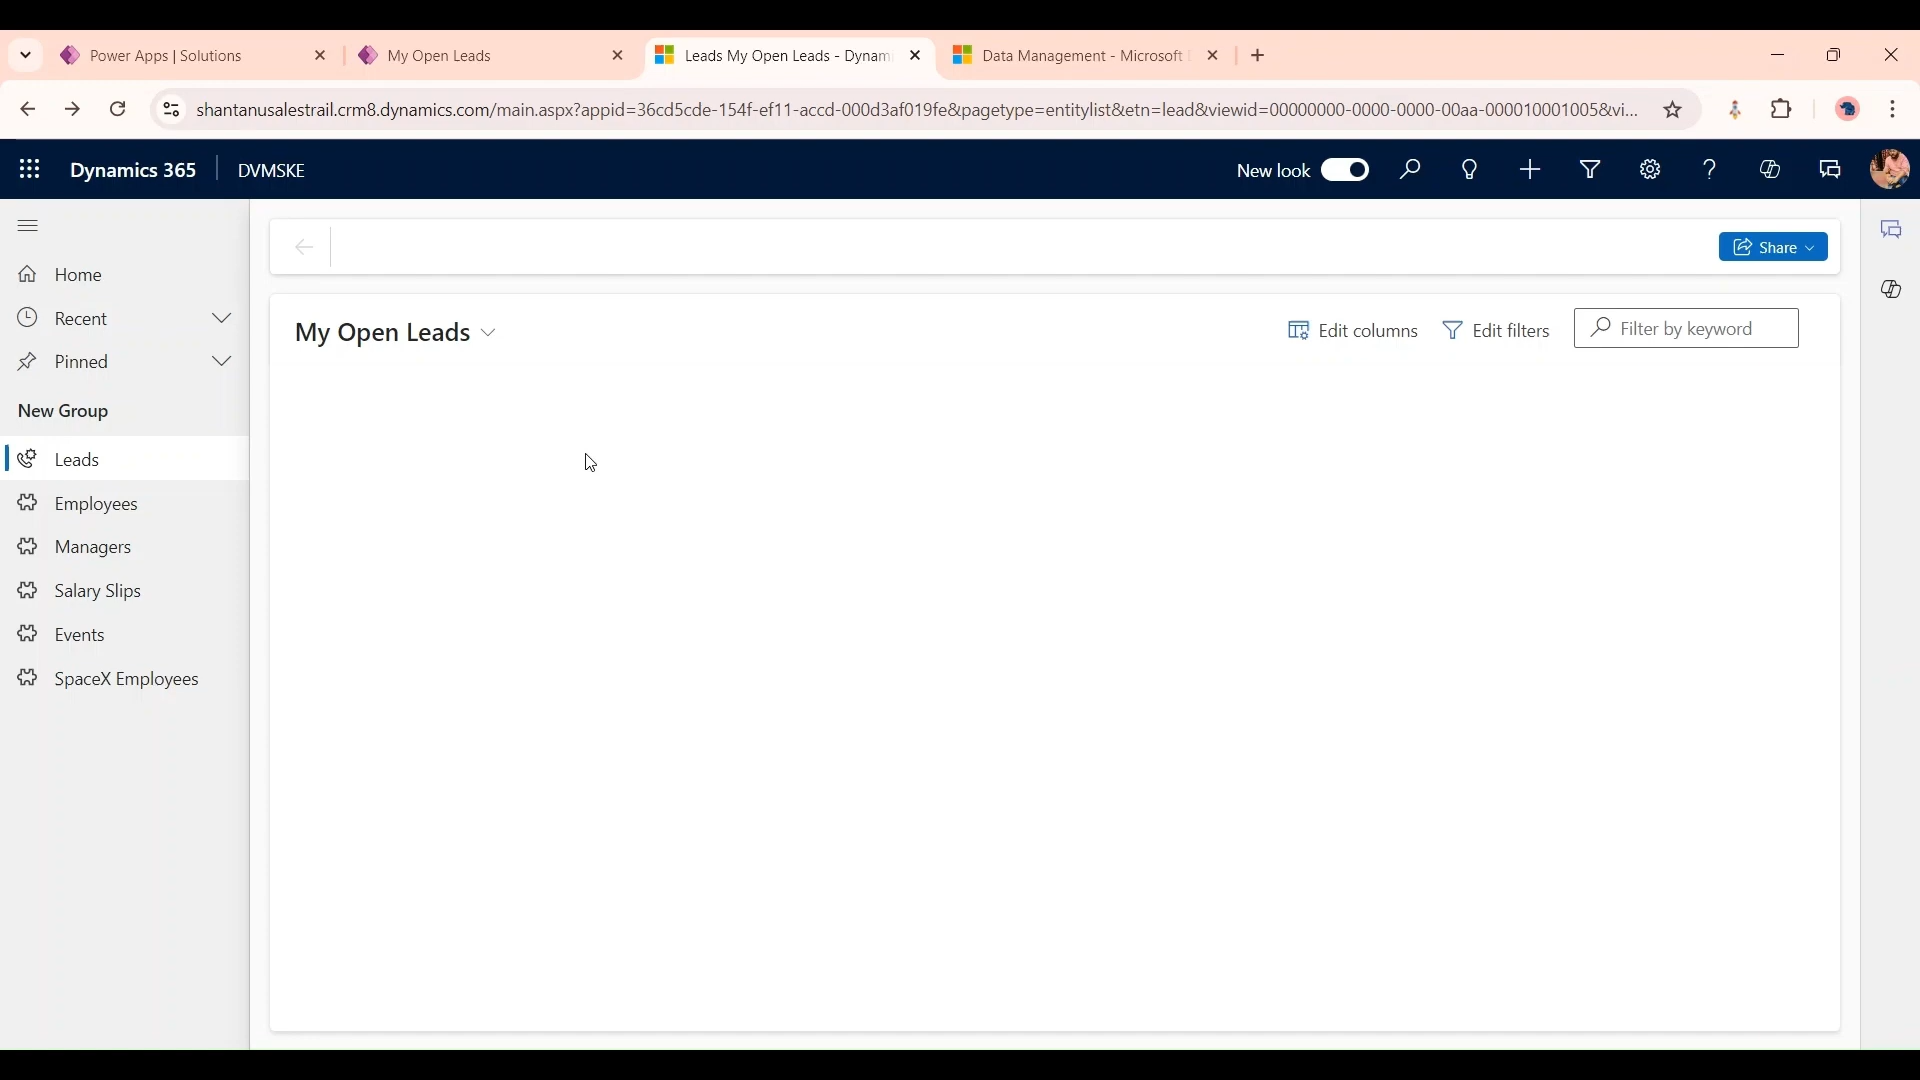 Power Apps | Solutions
My Open Leads
Leads My Open Leads - Dynam
Data Management - Microsoft
shantanusalestrail.crm8.dynamics.com/main.aspx?appid=36cd5cde-154f-ef11-accd-000d3af019fe&pagetype=entitylist&etn=lead&viewid=00000000-0000-0000-00aa-000010001005&vi...
Dynamics 365
DVMSKE
New look
Share
Home
Recent
Pinned
New Group
Leads
Employees
Managers
Salary Slips
Events
SpaceX Employees
My Open Leads
Edit columns
Edit filters
Filter by keyword